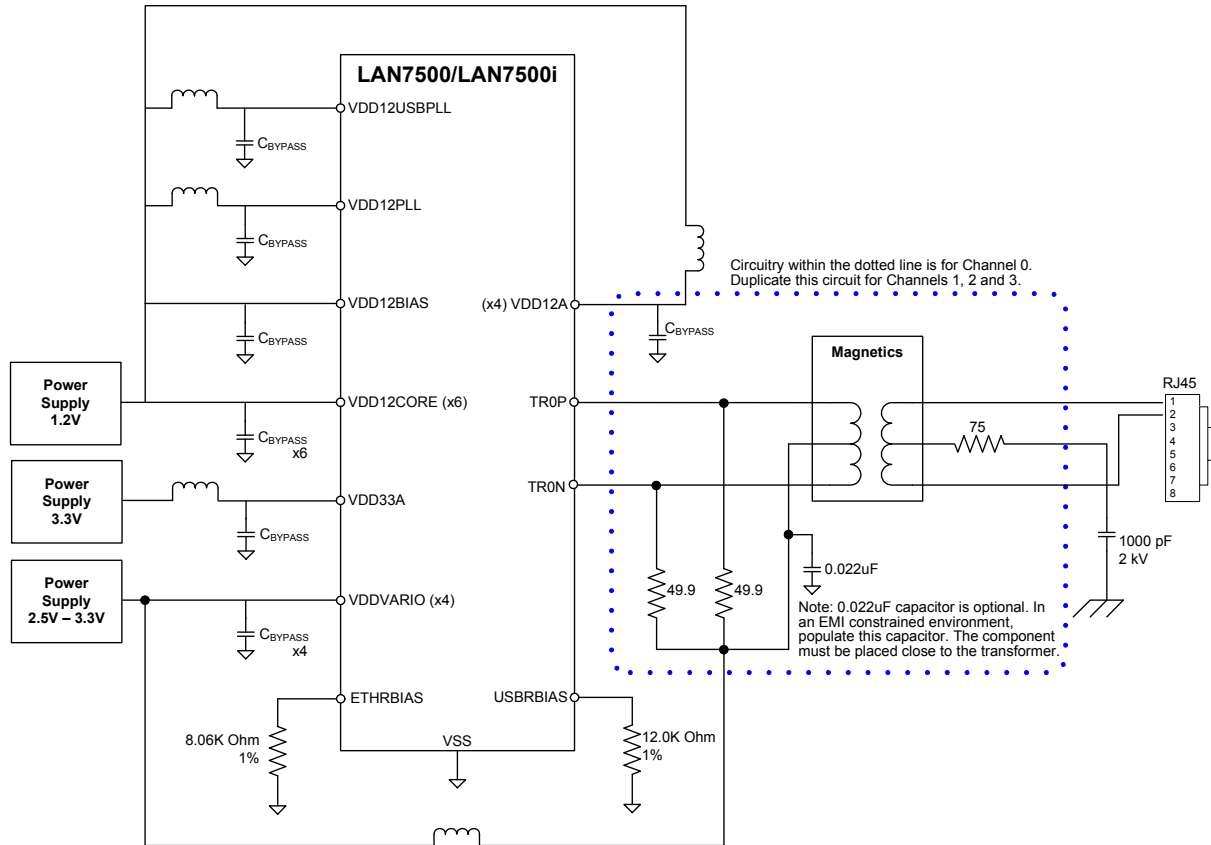 LAN7500/LAN7500i
VDD12USBPLL
CBYPASS
VDD12PLL
CBYPASS
Circuitry within the dotted line is for Channel 0.
Duplicate this circuit for Channels 1, 2 and 3.
VDD12BIAS
(x4) VDD12A
CBYPASS
CBYPASS
Magnetics
Power
Supply
1.2V
VDD12CORE (x6)
TR0P
CBYPASS
x6
RJ45
1
2
3
4
5
6
7
8
75
Power
Supply
3.3V
VDD33A
TR0N
CBYPASS
1000 pF
2 kV
0.022uF
Power
Supply
2.5V – 3.3V
VDDVARIO (x4)
CBYPASS
x4
49.9
49.9
Note: 0.022uF capacitor is optional. In
an EMI constrained environment,
populate this capacitor. The component
must be placed close to the transformer.
ETHRBIAS
USBRBIAS
8.06K Ohm
1%
VSS
12.0K Ohm
1%